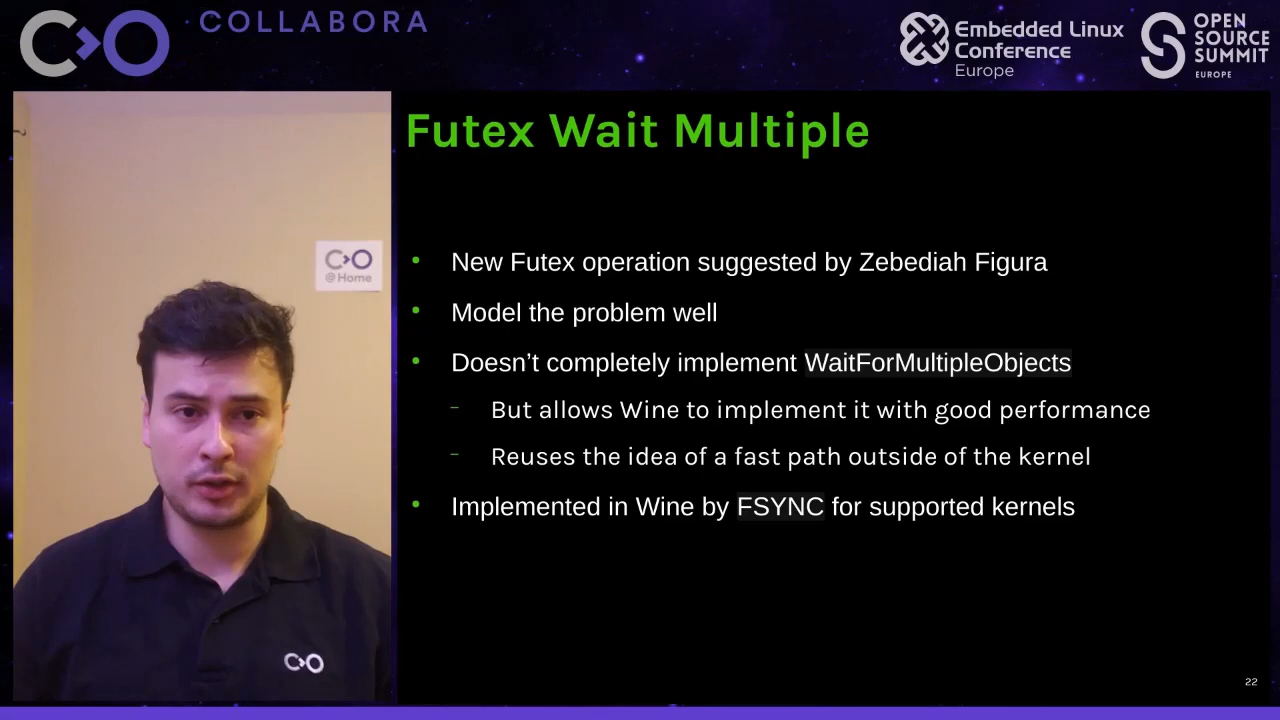 COLLABORA
Embedded Linux
Conference
Europe
OPEN
SOURCE
SUMMIT
EUROPE
@Home
Futex Wait Multiple
New Futex operation suggested by Zebediah Figura
Model the problem well
Doesn’t completely implement WaitForMultipleObjects
But allows Wine to implement it with good performance
Reuses the idea of a fast path outside of the kernel
Implemented in Wine by FSYNC for supported kernels
22